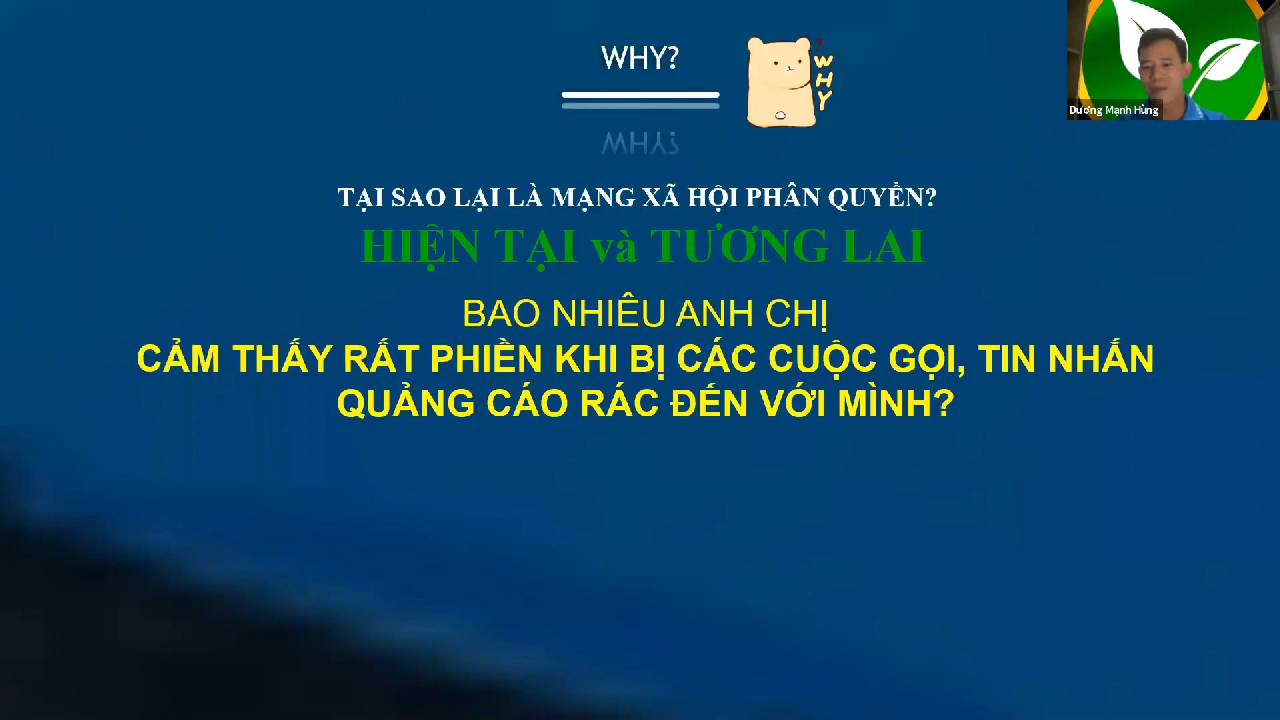 WHY?
WHY
TẠI SAO LẠI LÀ MẠNG XÃ HỘI PHÂN QUYỀN?
HIỆN TẠI và TƯƠNG LAI
BAO NHIÊU ANH CHỊ
CẢM THẤY RẤT PHIỀN KHI BỊ CÁC CUỘC GỌI, TIN NHẮN
QUẢNG CÁO RÁC ĐẾN VỚI MÌNH?
Dương Mạnh Hùng